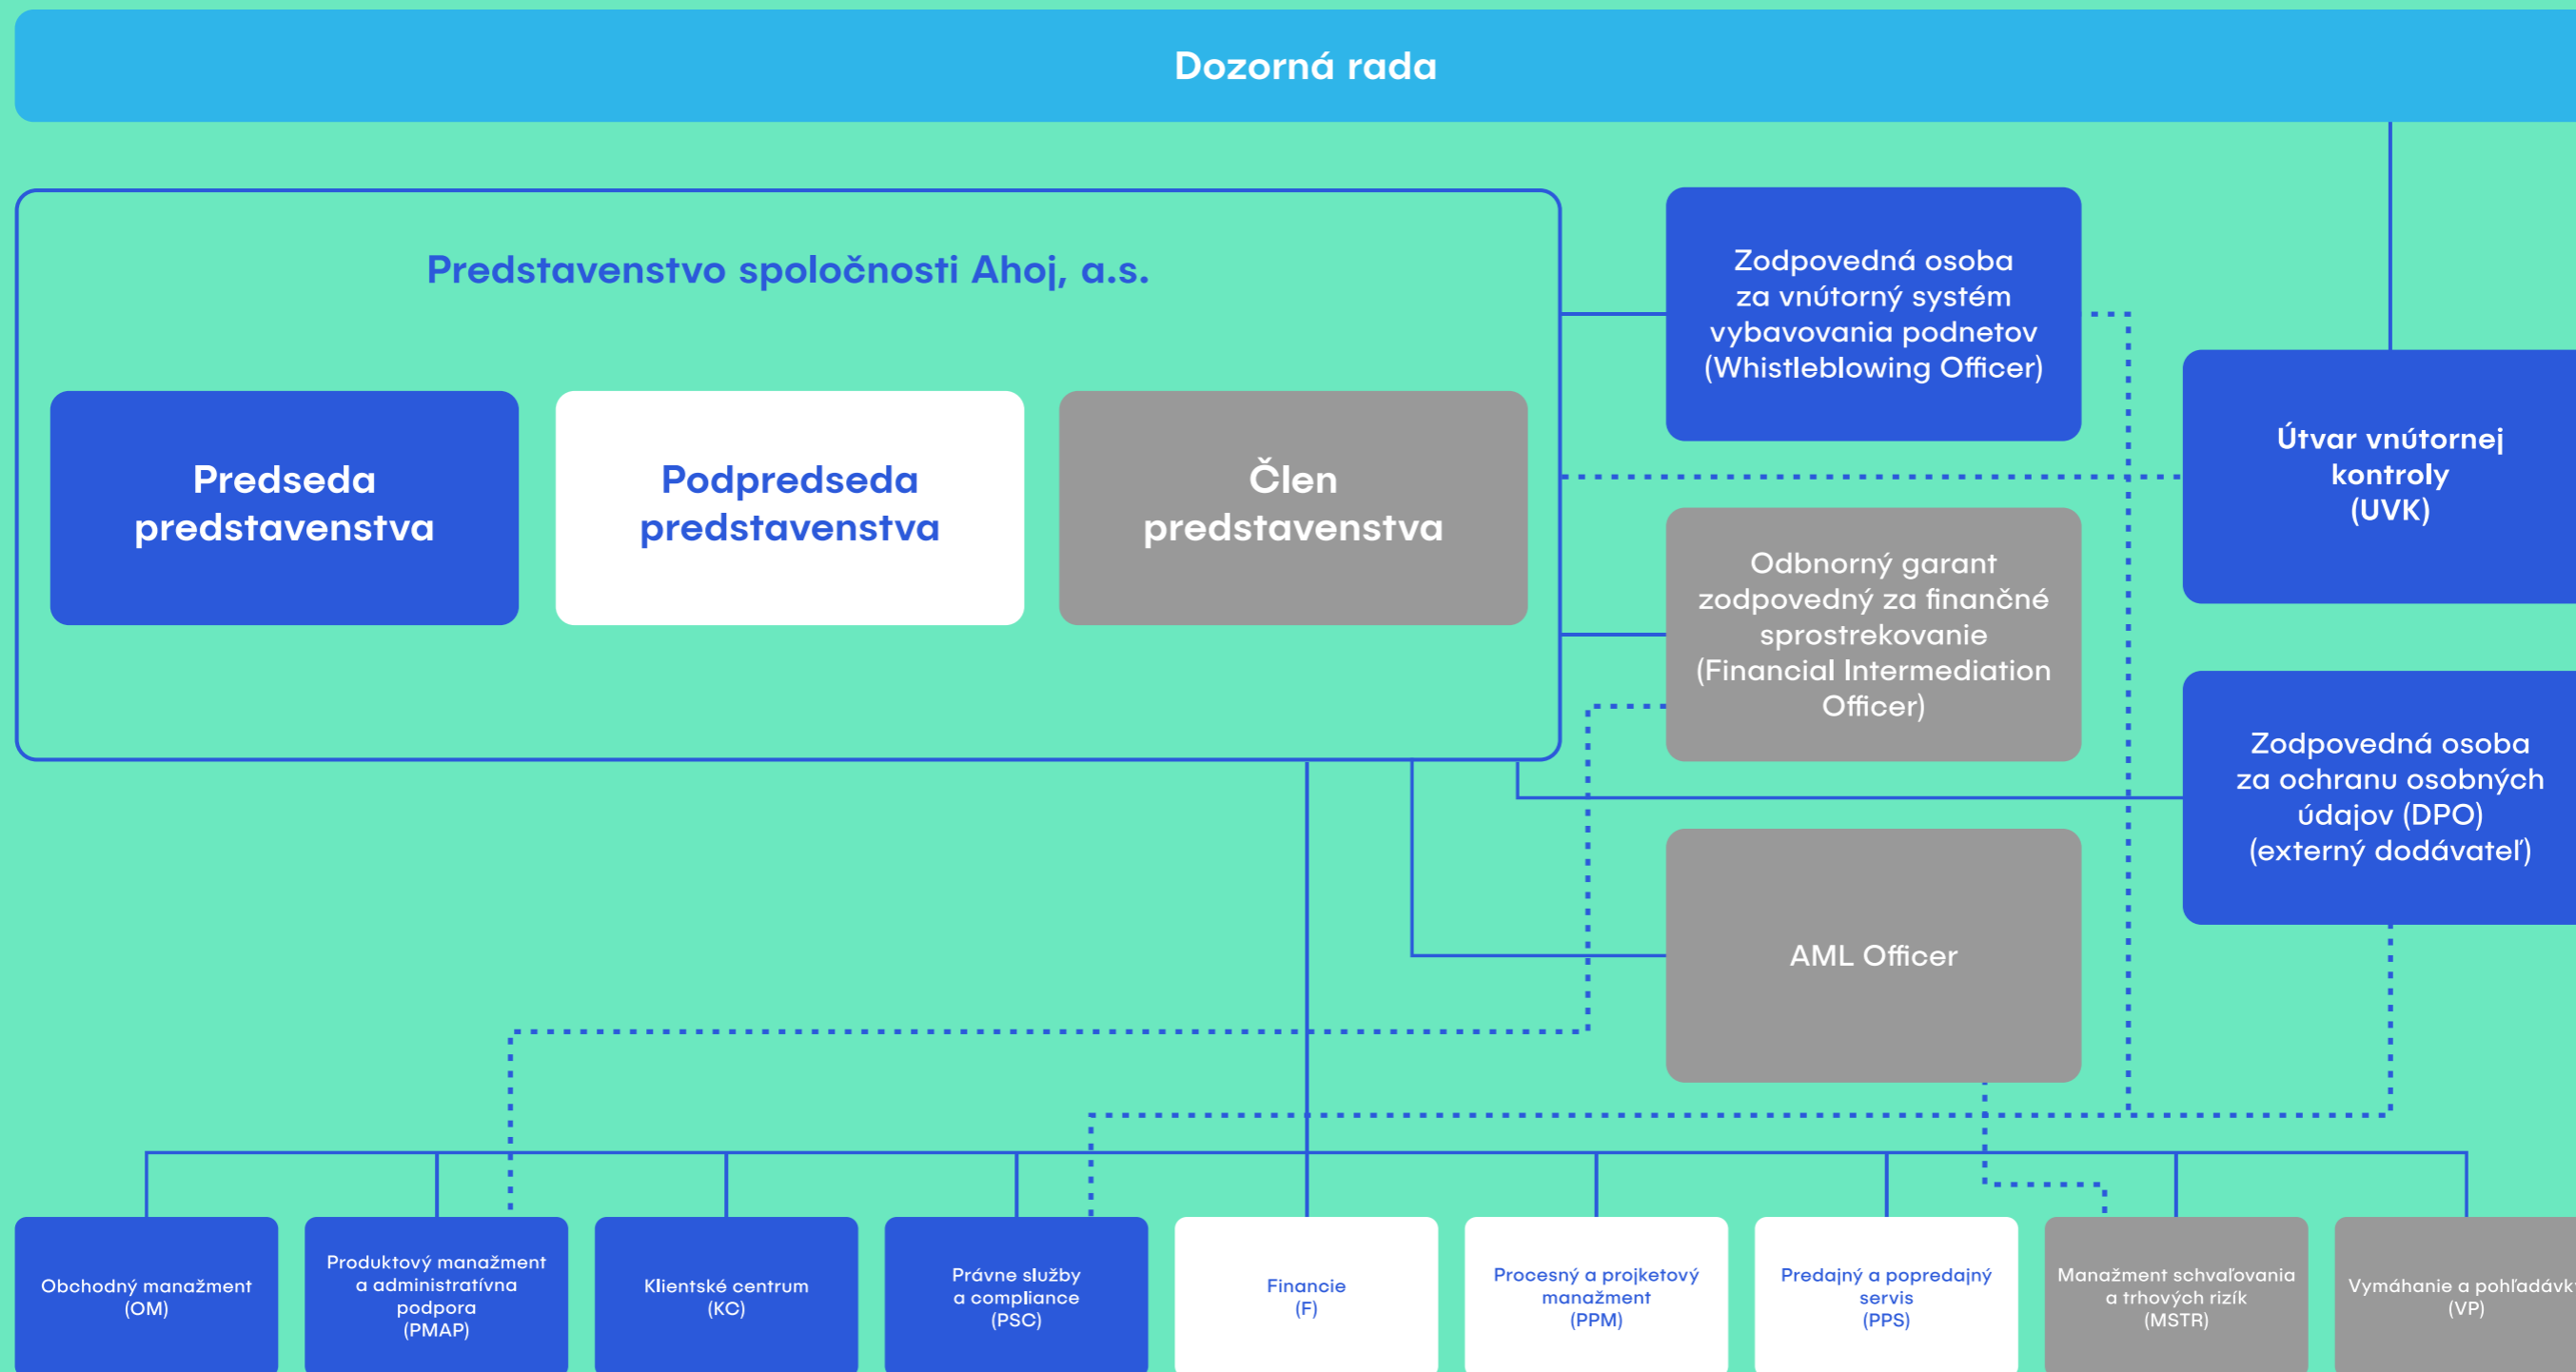 Dozorná rada
Predstavenstvo spoločnosti Ahoj, a.s.
Predseda
predstavenstva
Podpredseda
predstavenstva
Člen
predstavenstva
Zodpovedná osoba
za vnútorný systém
vybavovania podnetov
(Whistleblowing Officer)
Útvar vnútornej
kontroly
(UVK)
Odbnorný garant
zodpovedný za finančné
sprostrekovanie
(Financial Intermediation
Officer)
Zodpovedná osoba
za ochranu osobných
údajov (DPO)
(externý dodávateľ)
AML Officer
Obchodný manažment
(OM)
Produktový manažment
a administratívna
podpora
(PMAP)
Klientské centrum
(KC)
Právne služby
a compliance
(PSC)
Financie
(F)
Procesný a projketový
manažment
(PPM)
Predajný a popredajný
servis
(PPS)
Manažment schvaľovania
a trhových rizík
(MSTR)
Vymáhanie a pohľadávk
(VP)